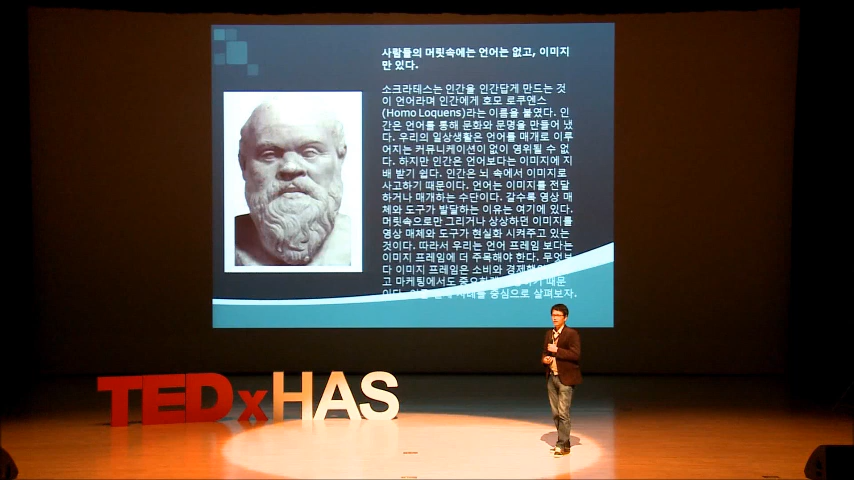 사람들의 머릿속에는 언어는 없고, 이미지
만 있다.
소크라테스는 인간을 인간답게 만드는 것
이 언어라며 인간에게 호모 로쿠엔스
(Homo Loquens)라는 이름을 붙였다. 인
간은 언어를 통해 문화와 문명을 만들어 냈
다. 우리의 일상생활은 언어를 매개로 이루
어지는 커뮤니케이션이 없이 영위될 수 없
다. 하지만 인간은 언어보다는 이미지에 지
배 받기 쉽다. 인간은 뇌 속에서 이미지로
사고하기 때문이다. 언어는 이미지를 전달
하거나 매개하는 수단이다. 갈수록 영상 매
체와 도구가 발달하는 이유는 여기에 있다.
머릿속으로만 그리거나 상상하던 이미지를
영상 매체와 도구가 현실화 시켜주고 있는
것이다. 따라서 우리는 언어 프레임 보다는
이미지 프레임에 더 주목해야 한다. 무엇보
다 이미지 프레임은 소비와
고 마케팅에서도 때문
사례를 중심으로 살펴보자.
TEDxHAS